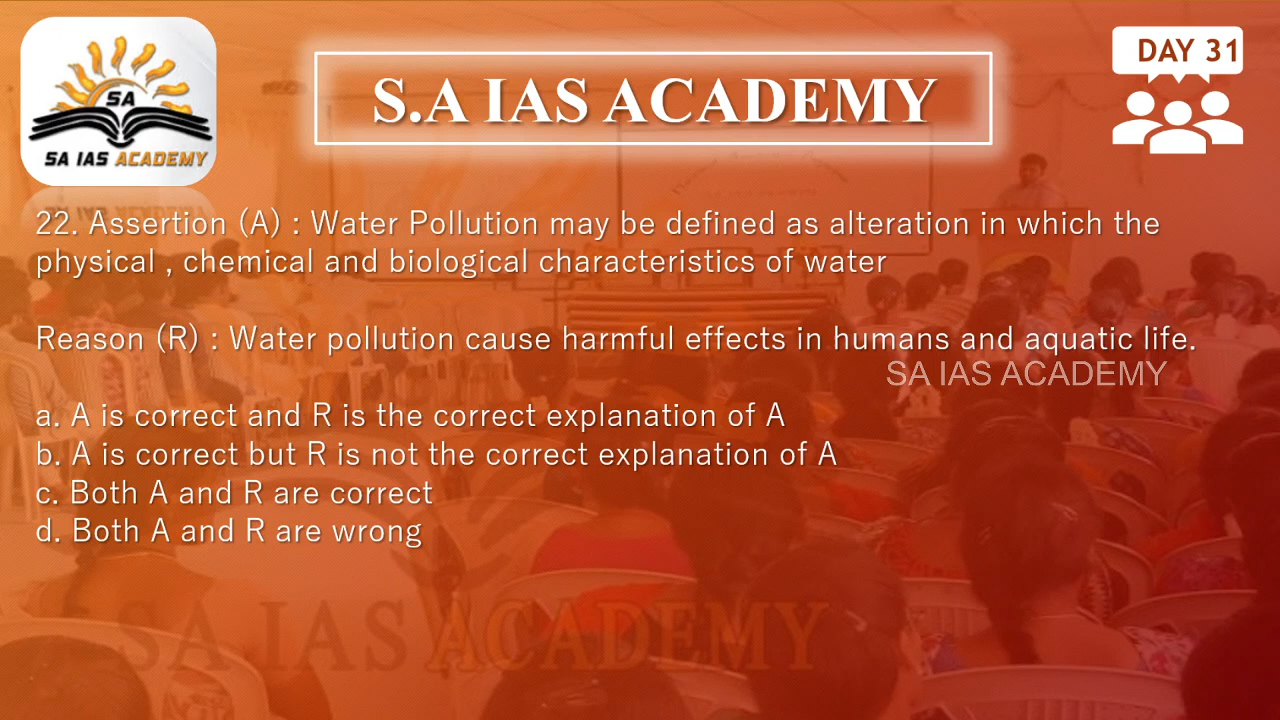 SA
SA IAS ACADEMY
S.A IAS ACADEMY
DAY 31
22. Assertion (A) : Water Pollution may be defined as alteration in which the
physical , chemical and biological characteristics of water
Reason (R) : Water pollution cause harmful effects in humans and aquatic life.
SA IAS ACADEMY
a. A is correct and R is the correct explanation of A
b. A is correct but R is not the correct explanation of A
c. Both A and R are correct
d. Both A and R are wrong
SA IAS ACADEMY